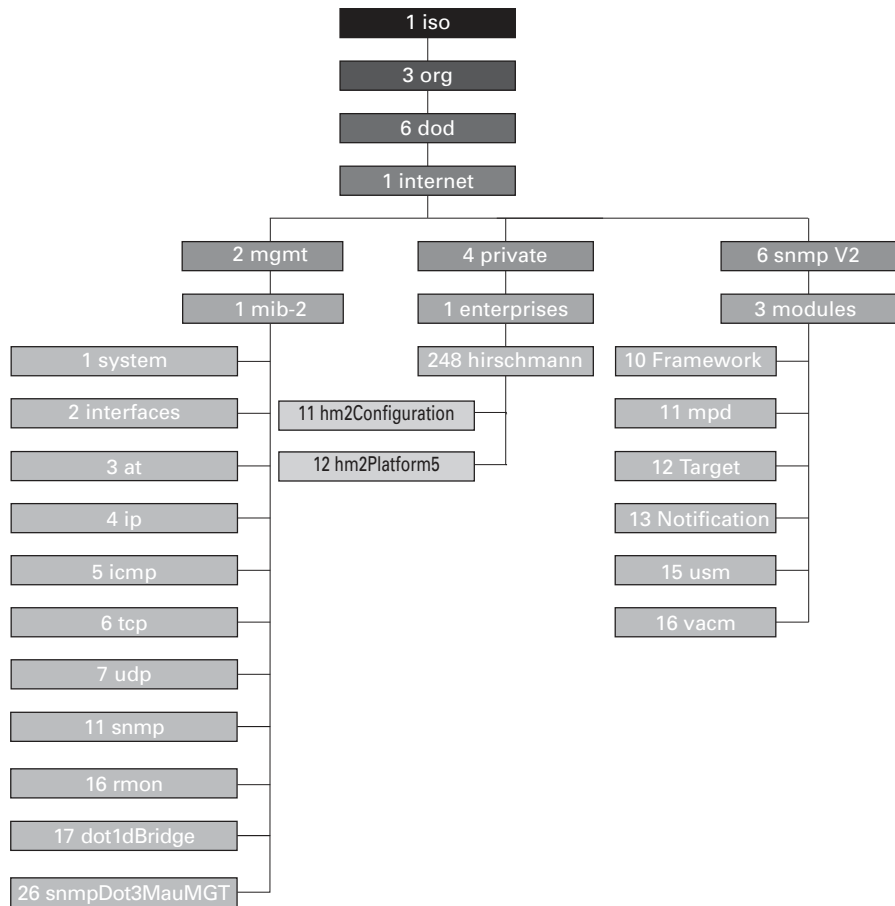 1 iso
3 org
6 dod
1 internet
2 mgmt
4 private
6 snmp V2
1 mib-2
1 enterprises
3 modules
1 system
248 hirschmann
10 Framework
2 interfaces
11 hm2Configuration
11 mpd
3 at
12 hm2Platform5
12 Target
4 ip
13 Notification
5 icmp
15 usm
6 tcp
16 vacm
7 udp
11 snmp
16 rmon
17 dot1dBridge
26 snmpDot3MauMGT